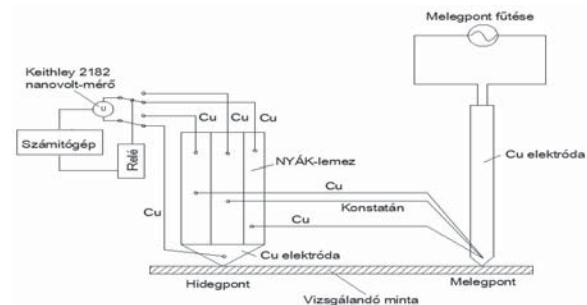 Melegpont fűtése
Keithley 2182
nanovolt-mérő
U
Cu
Cu
Cu
Számítógép
Relé
NYÁK-lemez
Cu elektróda
Cu
Cu
Konstatán
Cu
Cu elektróda
Hidegpont
Melegpont
Vizsgálandó minta